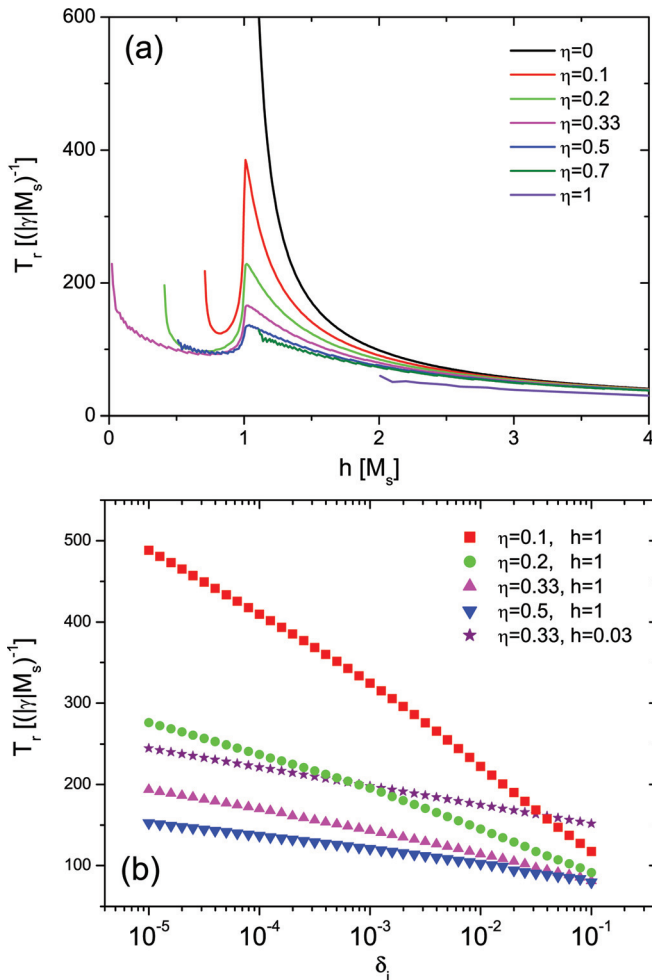 600
(a)
η=0
η=0.1
η=0.2
η=0.33
η=0.5
η=0.7
η=1
400
200
0
T_r [(|γ|M_s)^-1]
0 1 2 3 4
h [M_s]
η=0.1, h=1
η=0.2, h=1
η=0.33, h=1
η=0.5, h=1
η=0.33, h=0.03
500
400
300
200
100
T_r [(|γ|M_s)^-1]
(b)
10^-5 10^-4 10^-3 10^-2 10^-1
δ_i